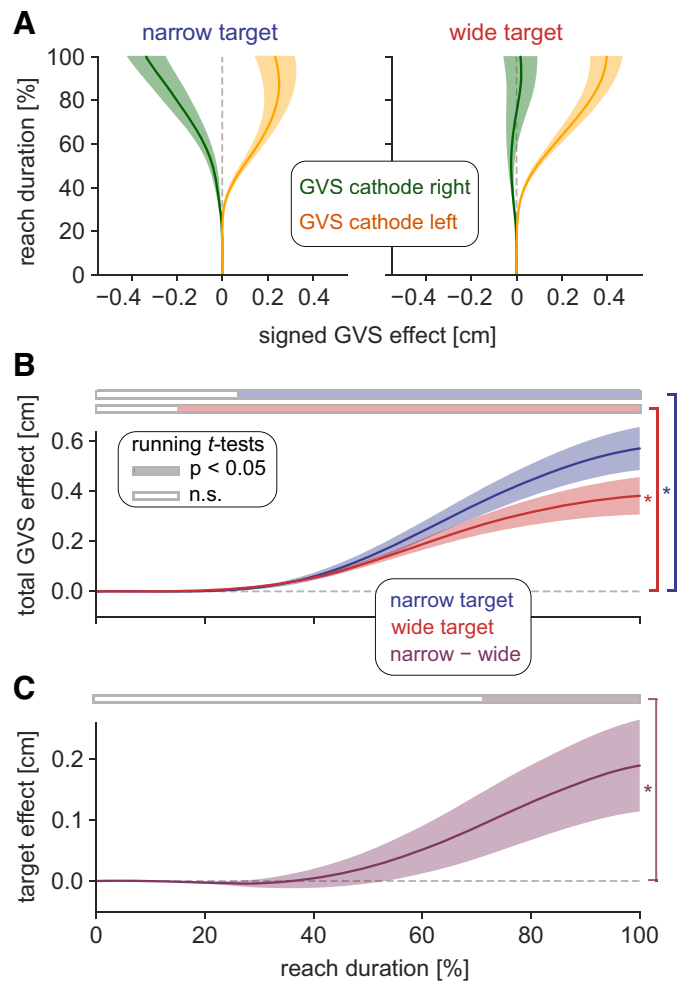 A
narrow target
wide target
reach duration [%]
100
80
60
40
20
0
−0.4 −0.2 0 0.2 0.4
−0.4 −0.2 0 0.2 0.4
GVS cathode right
GVS cathode left
signed GVS effect [cm]
B
total GVS erffect [cm]
0.6
0.4
0.2
0.0
running t-tests
p < 0.05
n.s.
*
*
narrow target
wide target
narrow − wide
C
target effect [cm]
0.2
0.1
0.0
*
0 20 40 60 80 100
reach duration [%]